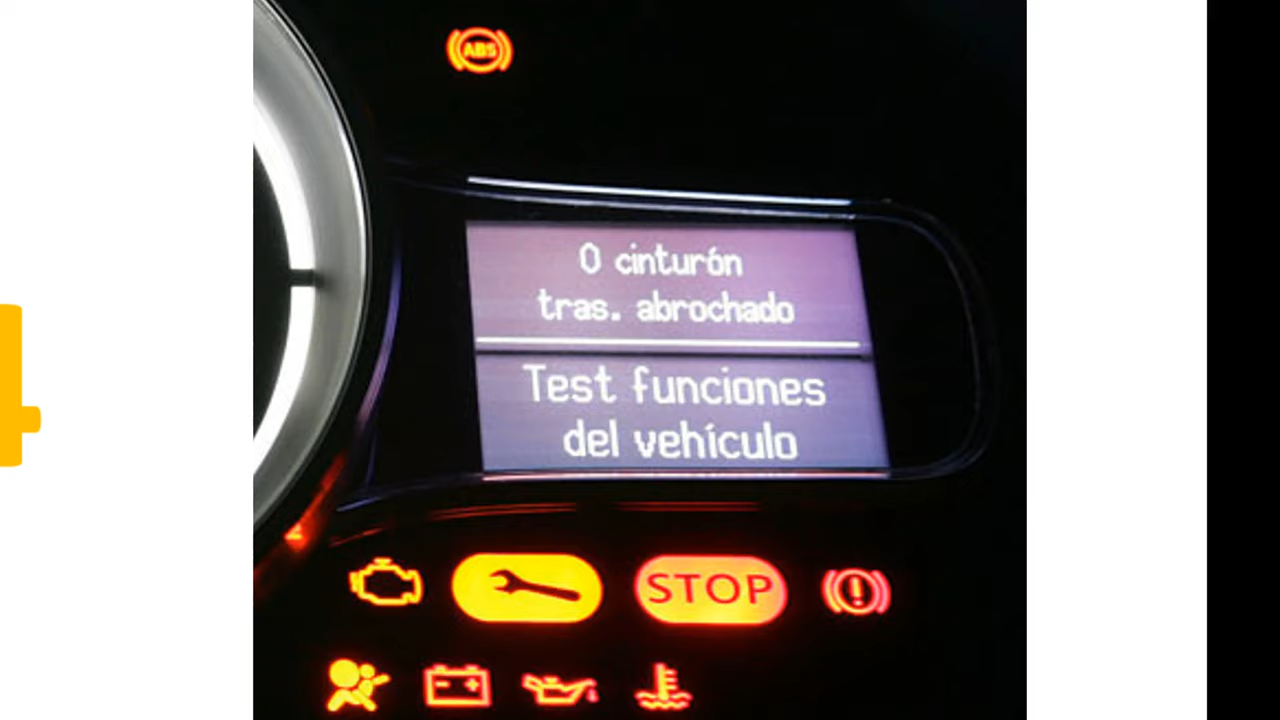 ABS
0 cinturón
tras. abrochado
Test funciones
del vehículo
STOP